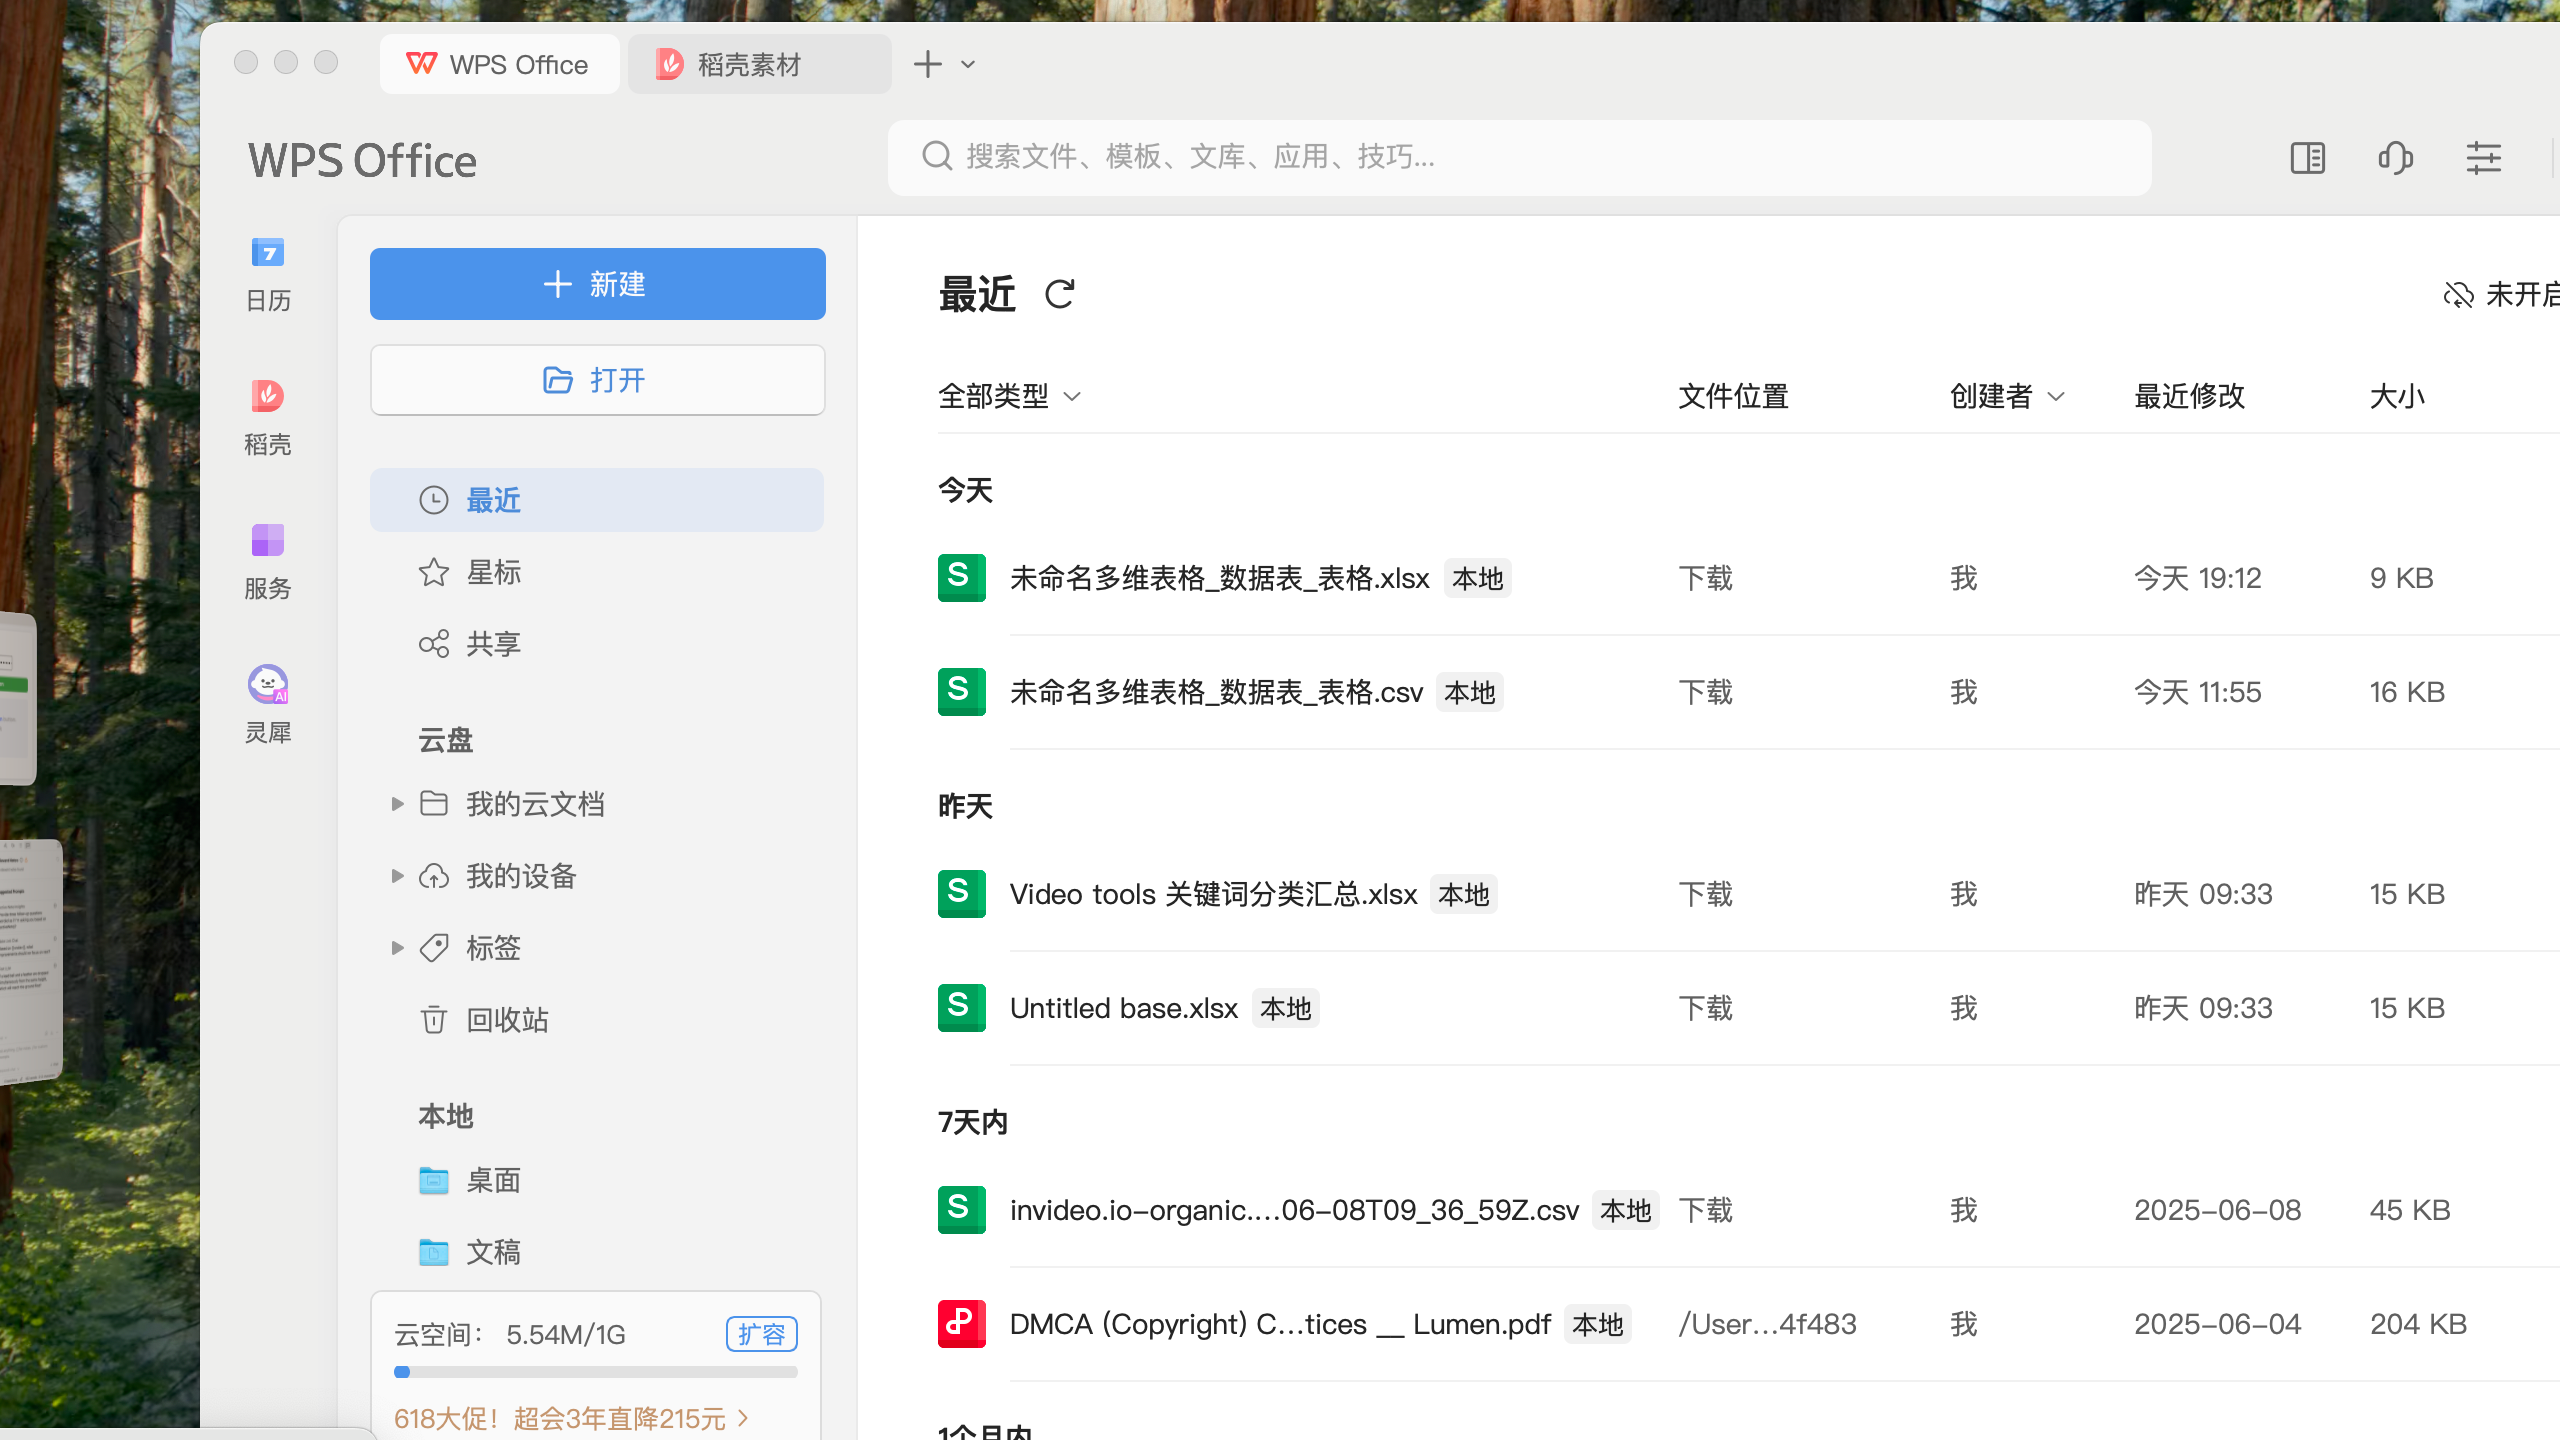 WPS Office
稻壳素材
WPS Office
搜索文件、模板、文库、应用、技巧...
7
日历
稻壳
服务
AI
灵犀
新建
打开
最近
星标
共享
云盘
我的云文档
我的设备
标签
回收站
本地
桌面
文稿
云空间： 5.54M/1G 扩容
618大促！超会3年直降215元
最近
未开启
全部类型 文件位置 创建者 最近修改 大小
今天
未命名多维表格_数据表_表格.xlsx 本地 下载 我 今天 19:12 9 KB
未命名多维表格_数据表_表格.csv 本地 下载 我 今天 11:55 16 KB
昨天
Video tools 关键词分类汇总.xlsx 本地 下载 我 昨天 09:33 15 KB
Untitled base.xlsx 本地 下载 我 昨天 09:33 15 KB
7天内
invideo.io-organic....06-08T09_36_59Z.csv 本地 下载 我 2025-06-08 45 KB
DMCA (Copyright) C...tices __ Lumen.pdf 本地 /User...4f483 我 2025-06-04 204 KB
1个月内